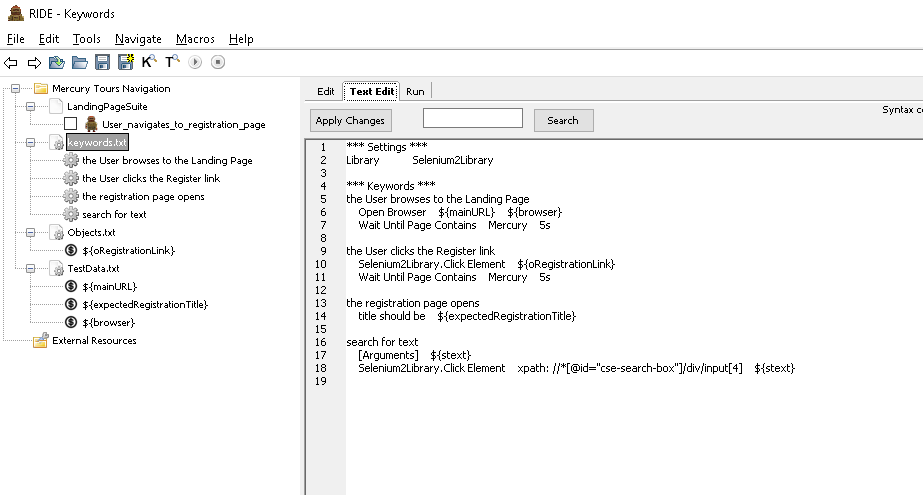 RIDE - Keywords
File Edit Tools Navigate Macros Help
K T
Mercury Tours Navigation
LandingPageSuite
User_navigates_to_registration_page
keywords.txt
the User browses to the Landing Page
the User clicks the Register link
the registration page opens
search for text
Objects.txt
${oRegistrationLink}
TestData.txt
${mainURL}
${expectedRegistrationTitle}
${browser}
External Resources
Edit Text Edit Run
Apply Changes Search Syntax co
1 *** Settings ***
2 Library Selenium2Library
3
4 *** Keywords ***
5 the User browses to the Landing Page
6 Open Browser ${mainURL} ${browser}
7 Wait Until Page Contains Mercury 5s
8
9 the User clicks the Register link
10 Selenium2Library.Click Element ${oRegistrationLink}
11 Wait Until Page Contains Mercury 5s
12
13 the registration page opens
14 title should be ${expectedRegistrationTitle}
15
16 search for text
17 [Arguments] ${stext}
18 Selenium2Library.Click Element xpath: //*[@id="cse-search-box"]/div/input[4] ${stext}
19